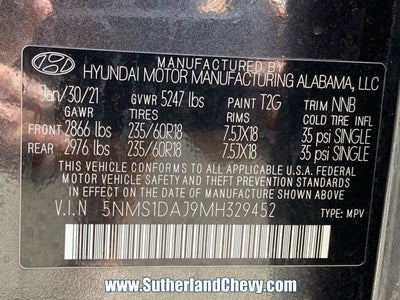 MANUFACTURED BY
HYUNDAI MOTOR MANUFACTURING ALABAMA, LLC
Jan/30/21 GVWR 5247 lbs PAINT T2G TRIM NNB
GAWR TIRES RIMS COLD TIRE INFL
FRONT 2866 lbs 235/60R18 7.5JX18 35 psi SINGLE
REAR 2976 lbs 235/60R18 7.5JX18 35 psi SINGLE
THIS VEHICLE CONFORMS TO ALL APPLICABLE U.S.A. FEDERAL
MOTOR VEHICLE SAFETY AND THEFT PREVENTION STANDARDS
IN EFFECT ON THE DATE OF MANUFACTURE SHOWN ABOVE.
V.I.N 5NMS1DAJ9MH329452 TYPE: MPV
www.SutherlandChevy.com